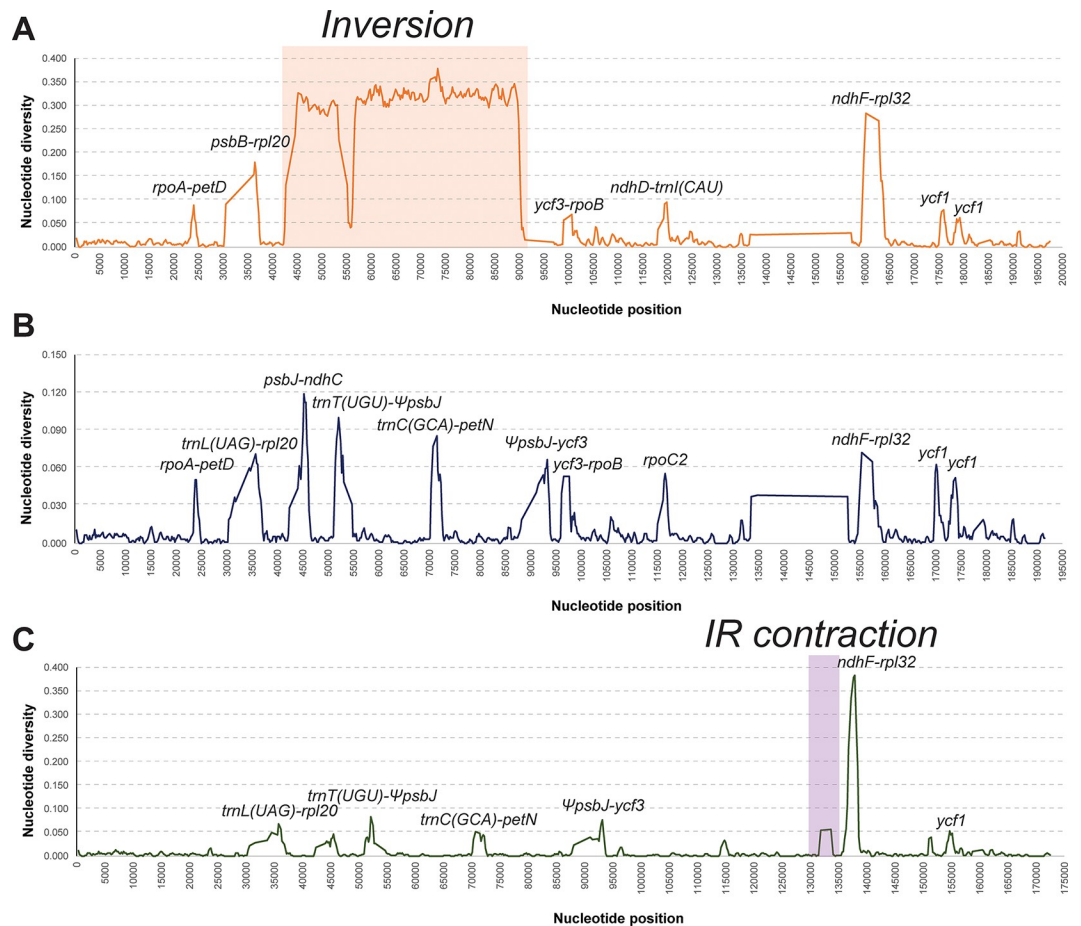 A
Inversion
0.400
0.350
0.300
0.250
0.200
0.150
0.100
0.050
0.000
Nucleotide diversity
rpoA-petD
psbB-rpl20
ycf3-rpoB
ndhD-trnI(CAU)
ndhF-rpl32
ycf1
ycf1
0 5000 10000 15000 20000 25000 30000 35000 40000 45000 50000 55000 60000 65000 70000 75000 80000 85000 90000 95000 100000 105000 110000 115000 120000 125000 130000 135000 140000 145000 150000 155000 160000 165000 170000 175000 180000 185000 190000 195000 200000
Nucleotide position
B
0.150
0.120
0.090
0.060
0.030
0.000
Nucleotide diversity
rpoA-petD
trnL(UAG)-rpl20
psbJ-ndhC
trnT(UGU)-ΨpsbJ
trnC(GCA)-petN
ΨpsbJ-ycf3
ycf3-rpoB
rpoC2
ndhF-rpl32
ycf1
ycf1
0 5000 10000 15000 20000 25000 30000 35000 40000 45000 50000 55000 60000 65000 70000 75000 80000 85000 90000 95000 100000 105000 110000 115000 120000 125000 130000 135000 140000 145000 150000 155000 160000 165000 170000 175000 180000 185000 190000 195000
Nucleotide position
C
IR contraction
0.400
0.350
0.300
0.250
0.200
0.150
0.100
0.050
0.000
Nucleotide diversity
trnL(UAG)-rpl20
trnT(UGU)-ΨpsbJ
trnC(GCA)-petN
ΨpsbJ-ycf3
ndhF-rpl32
ycf1
0 5000 10000 15000 20000 25000 30000 35000 40000 45000 50000 55000 60000 65000 70000 75000 80000 85000 90000 95000 100000 105000 110000 115000 120000 125000 130000 135000 140000 145000 150000 155000 160000 165000 170000 175000
Nucleotide position